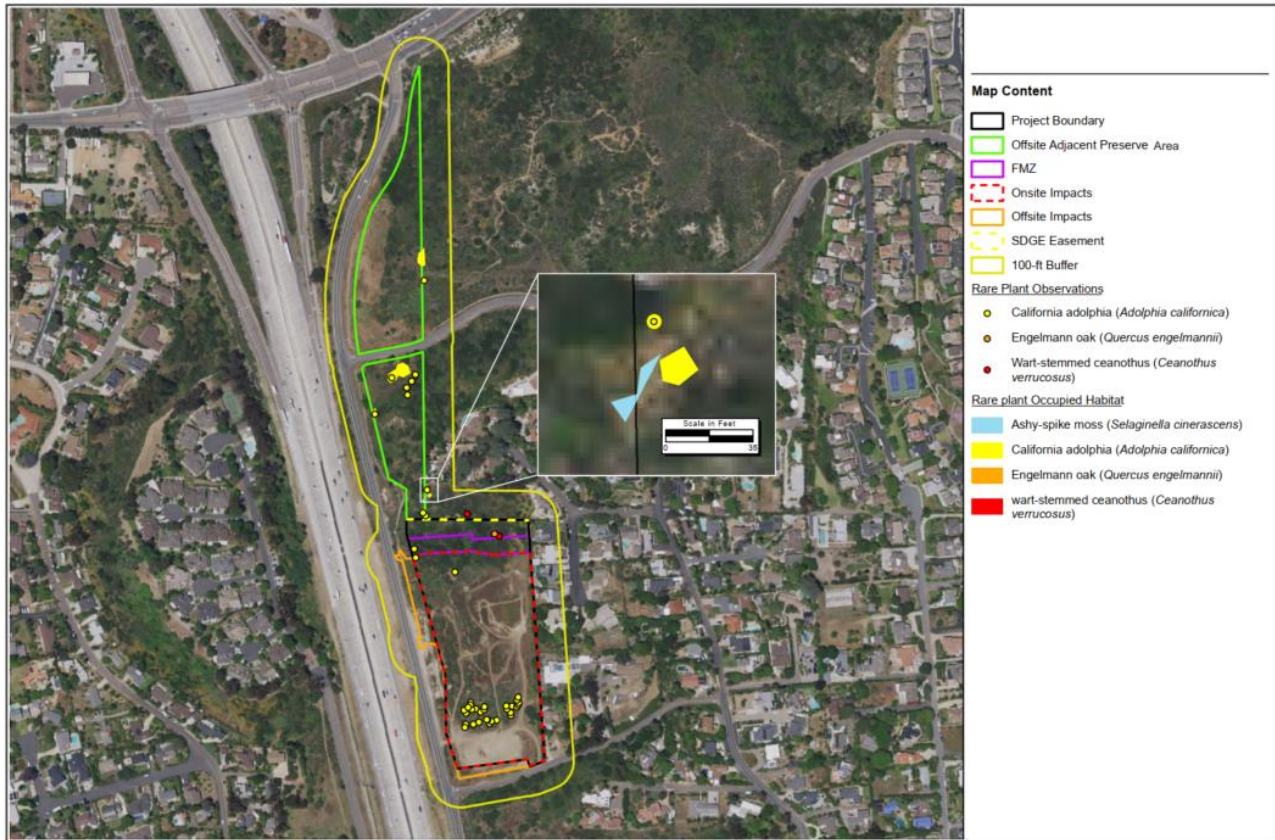 Map Content
Project Boundary
Offsite Adjacent Preserve Area
FMZ
Onsite Impacts
Offsite Impacts
SDGE Easement
100-ft Buffer
Rare Plant Observations
California adolphia (Adolphia californica)
Engelmann oak (Quercus engelmannii)
Wart-stemmed ceanothus (Ceanothus
verrucosus)
Rare plant Occupied Habitat
Ashy-spike moss (Selaginella cinerascens)
California adolphia (Adolphia californica)
Engelmann oak (Quercus engelmannii)
wart-stemmed ceanothus (Ceanothus
verrucosus)
Scale in Feet
0 35